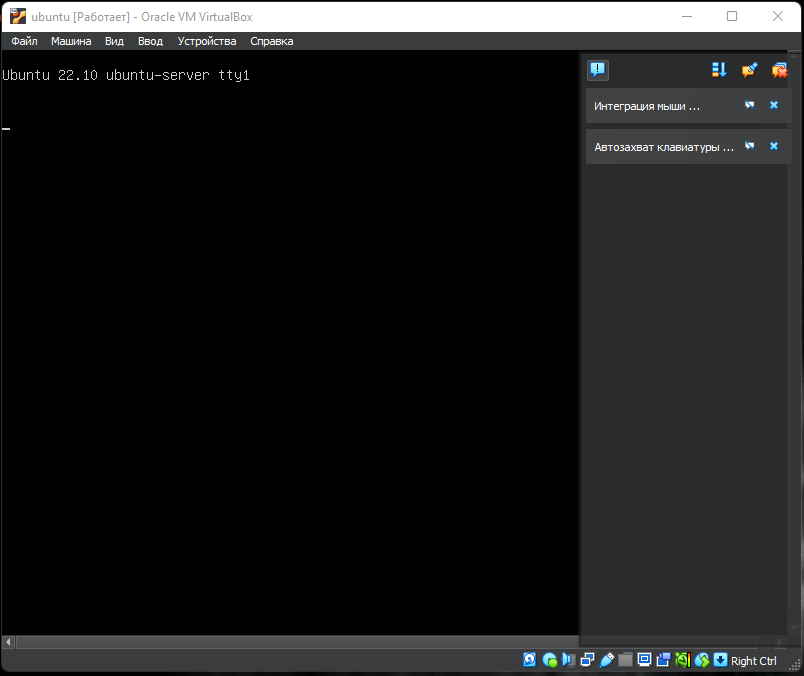 ubuntu [Работает] - Oracle VM VirtualBox
Файл Машина Вид Ввод Устройства Справка
Ubuntu 22.10 ubuntu-server tty1
Интеграция мыши ...
Автозахват клавиатуры ...
Right Ctrl